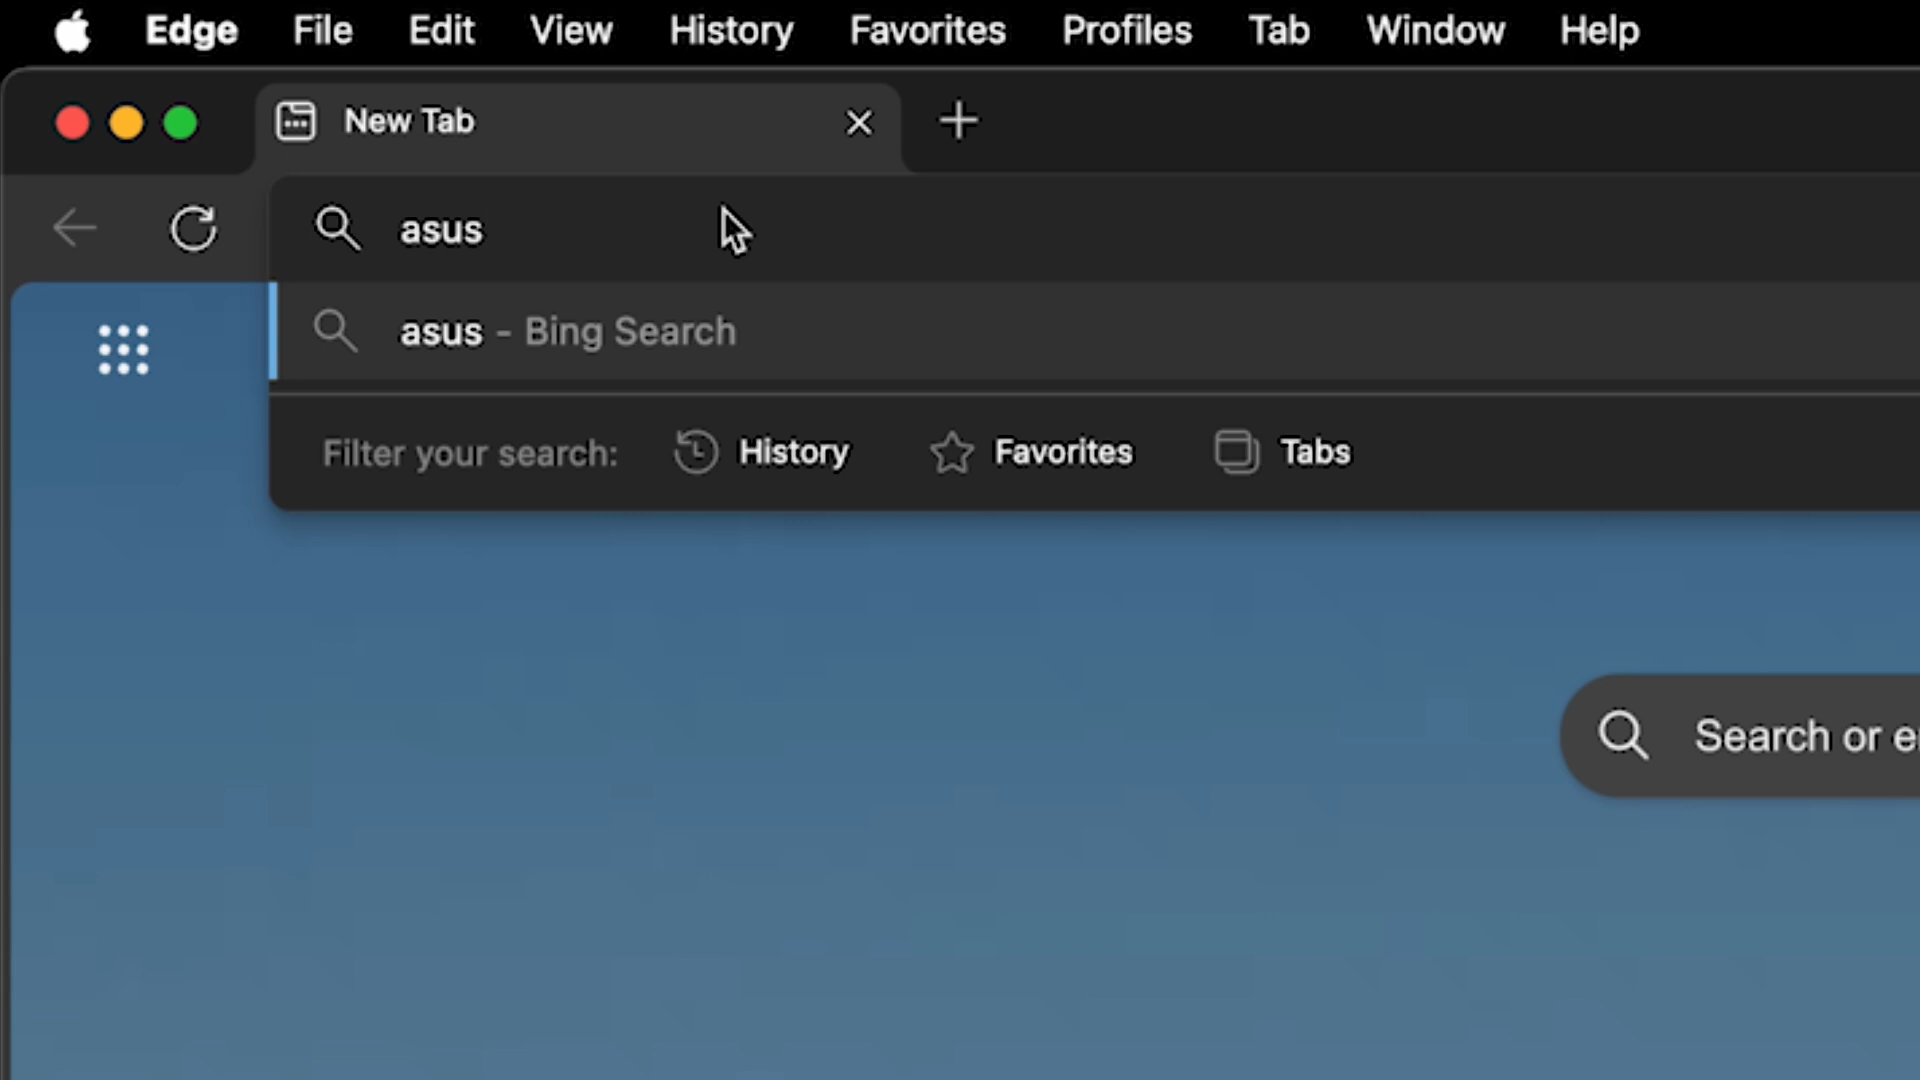 Edge File Edit View History Favorites Profiles Tab Window Help
New Tab
asus
asus - Bing Search
Filter your search: History Favorites Tabs
Search or